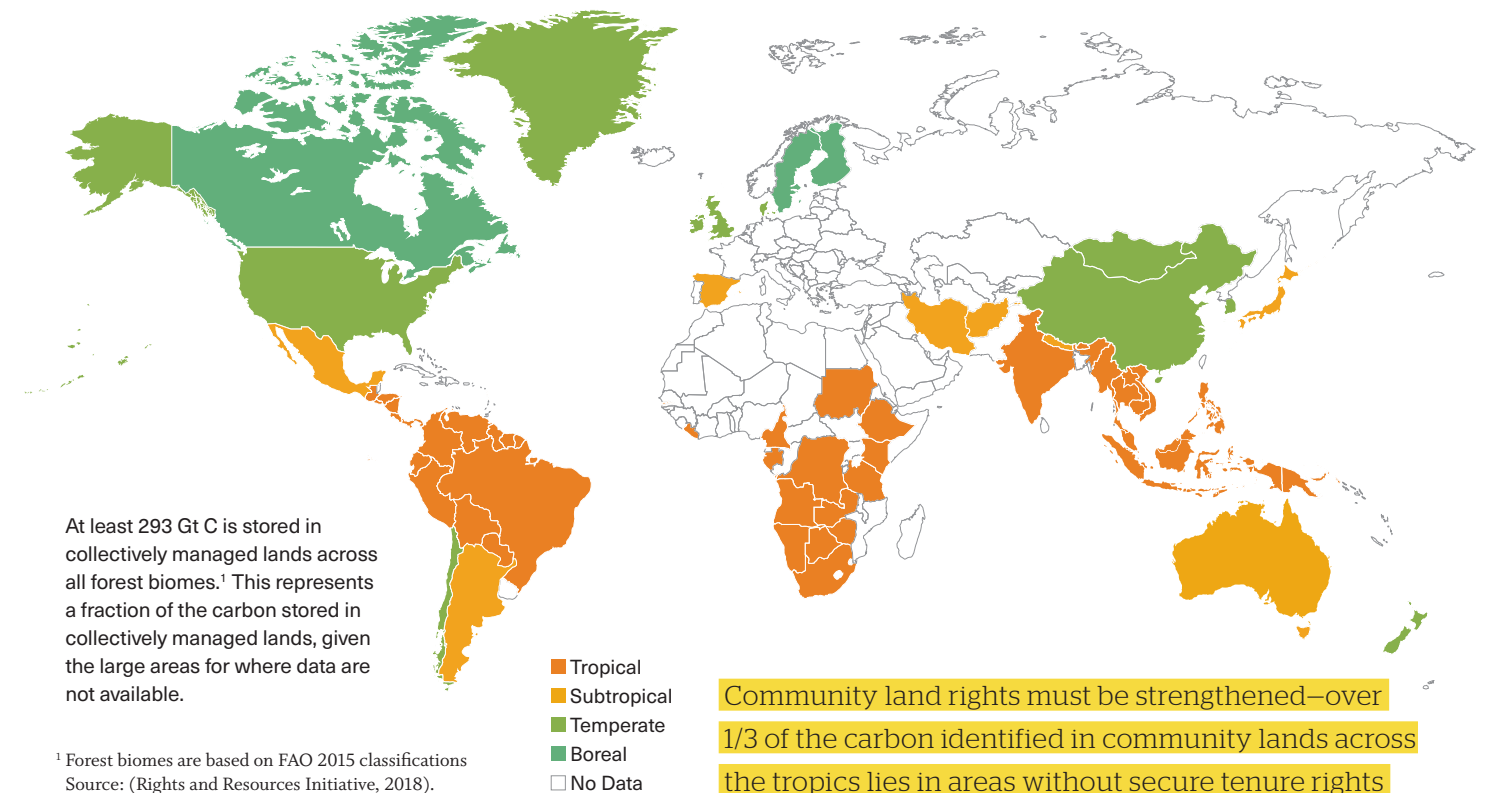 At least 293 Gt C is stored in
collectively managed lands across
all forest biomes.¹ This represents
a fraction of the carbon stored in
collectively managed lands, given
the large areas for where data are
not available.
¹ Forest biomes are based on FAO 2015 classifications
Source: (Rights and Resources Initiative, 2018).
Tropical
Subtropical
Temperate
Boreal
No Data
Community land rights must be strengthened—over
1/3 of the carbon identified in community lands across
the tropics lies in areas without secure tenure rights